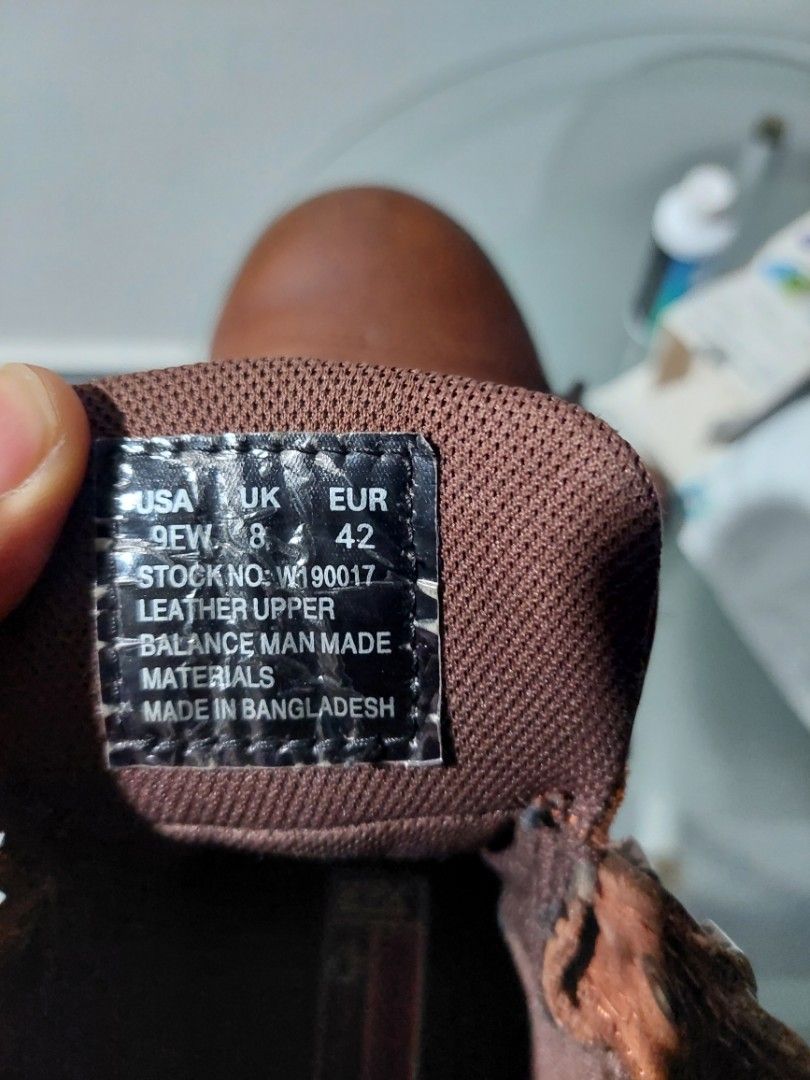 USA UK EUR
9EW 8 42
STOCK NO: W190017
LEATHER UPPER
BALANCE MAN MADE
MATERIALS
MADE IN BANGLADESH